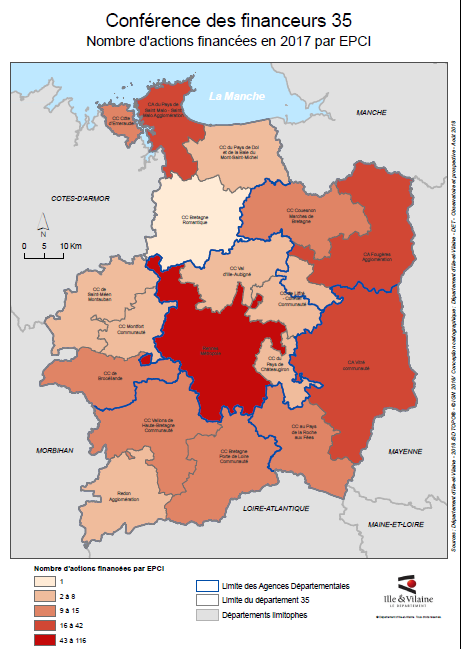 Conférence des financeurs 35
Nombre d'actions financées en 2017 par EPCI
La Manche
MANCHE
CA du Pays de
Saint Malo - Saint
Malo Agglomération
CC Côte
d'Emeraude
CC du Pays de Dol
et de la Baie du
Mont-Saint-Michel
COTES-D'ARMOR
N
0 5 10 Km
CC Bretagne
Romantique
CC Couesnon
Marches de
Bretagne
CA Fougères
Agglomération
CC Val
d'Ille-Aubigné
Communauté
CC de
Saint-Méen
Montauban
CC Montfort
Communauté
CC du
Pays de
Châteaugiron
CA Vitré
communauté
CC de
Brocéliande
CC Vallons de
Haute Bretagne
Communauté
CC au Pays
de la Roche
aux Fées
CC Bretagne
Porte de Loire
Communauté
Redon
Agglomération
MORBIHAN
MAYENNE
LOIRE-ATLANTIQUE
MAINE-ET-LOIRE
Nombre d'actions financées par EPCI
1
2 à 8
9 à 15
16 à 42
43 à 116
Limite des Agences Départementales
Limite du département 35
Départements limitophes
Ille & Vilaine
LE DÉPARTEMENT